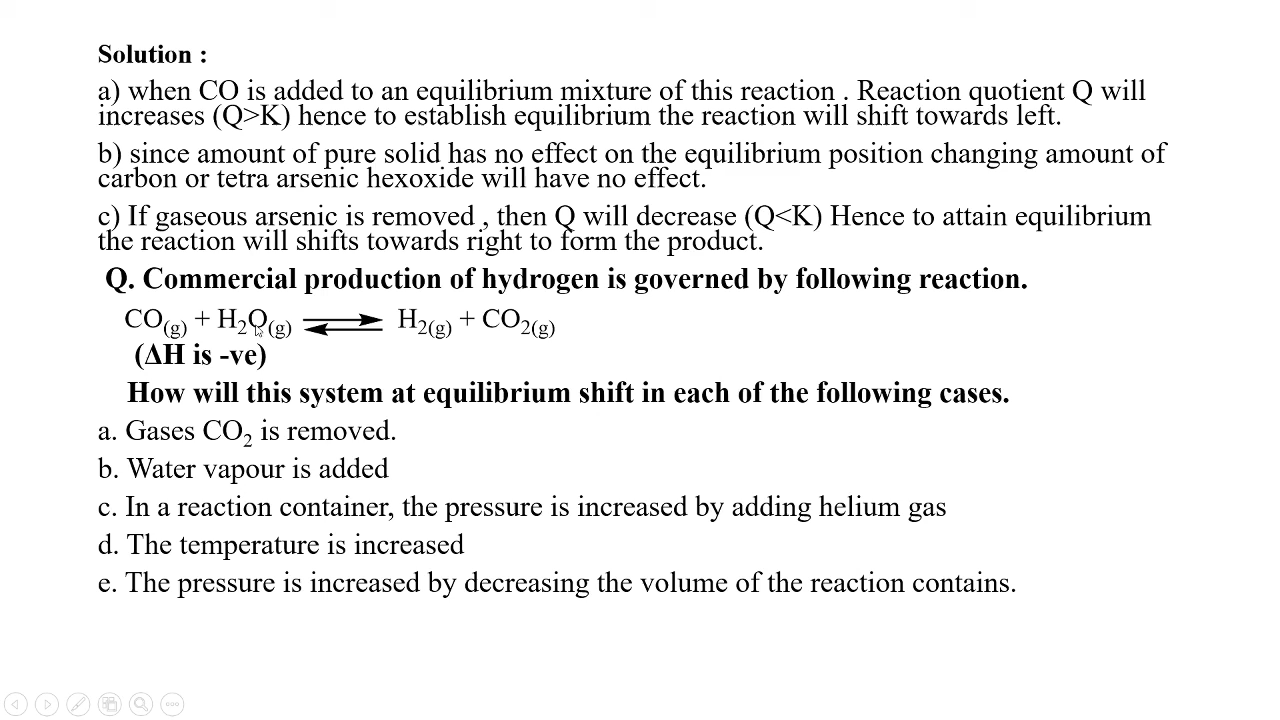 Solution :
a) when CO is added to an equilibrium mixture of this reaction . Reaction quotient Q will
increases (Q>K) hence to establish equilibrium the reaction will shift towards left.
b) since amount of pure solid has no effect on the equilibrium position changing amount of
carbon or tetra arsenic hexoxide will have no effect.
c) If gaseous arsenic is removed , then Q will decrease (Q<K) Hence to attain equilibrium
the reaction will shifts towards right to form the product.
Q. Commercial production of hydrogen is governed by following reaction.
CO(g) + H₂O(g) ⇌ H₂(g) + CO₂(g)
(ΔH is -ve)
How will this system at equilibrium shift in each of the following cases.
a. Gases CO₂ is removed.
b. Water vapour is added
c. In a reaction container, the pressure is increased by adding helium gas
d. The temperature is increased
e. The pressure is increased by decreasing the volume of the reaction contains.